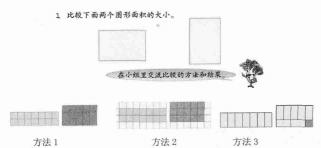 1 比较下面两个图形面积的大小。
在小组里交流比较的方法和结果
方法 1 方法 2 方法 3